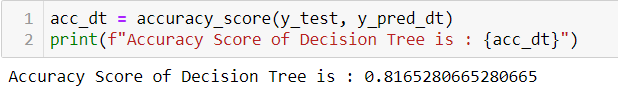 1 acc_dt = accuracy_score(y_test, y_pred_dt)
2 print(f"Accuracy Score of Decision Tree is : {acc_dt}")
Accuracy Score of Decision Tree is : 0.8165280665280665